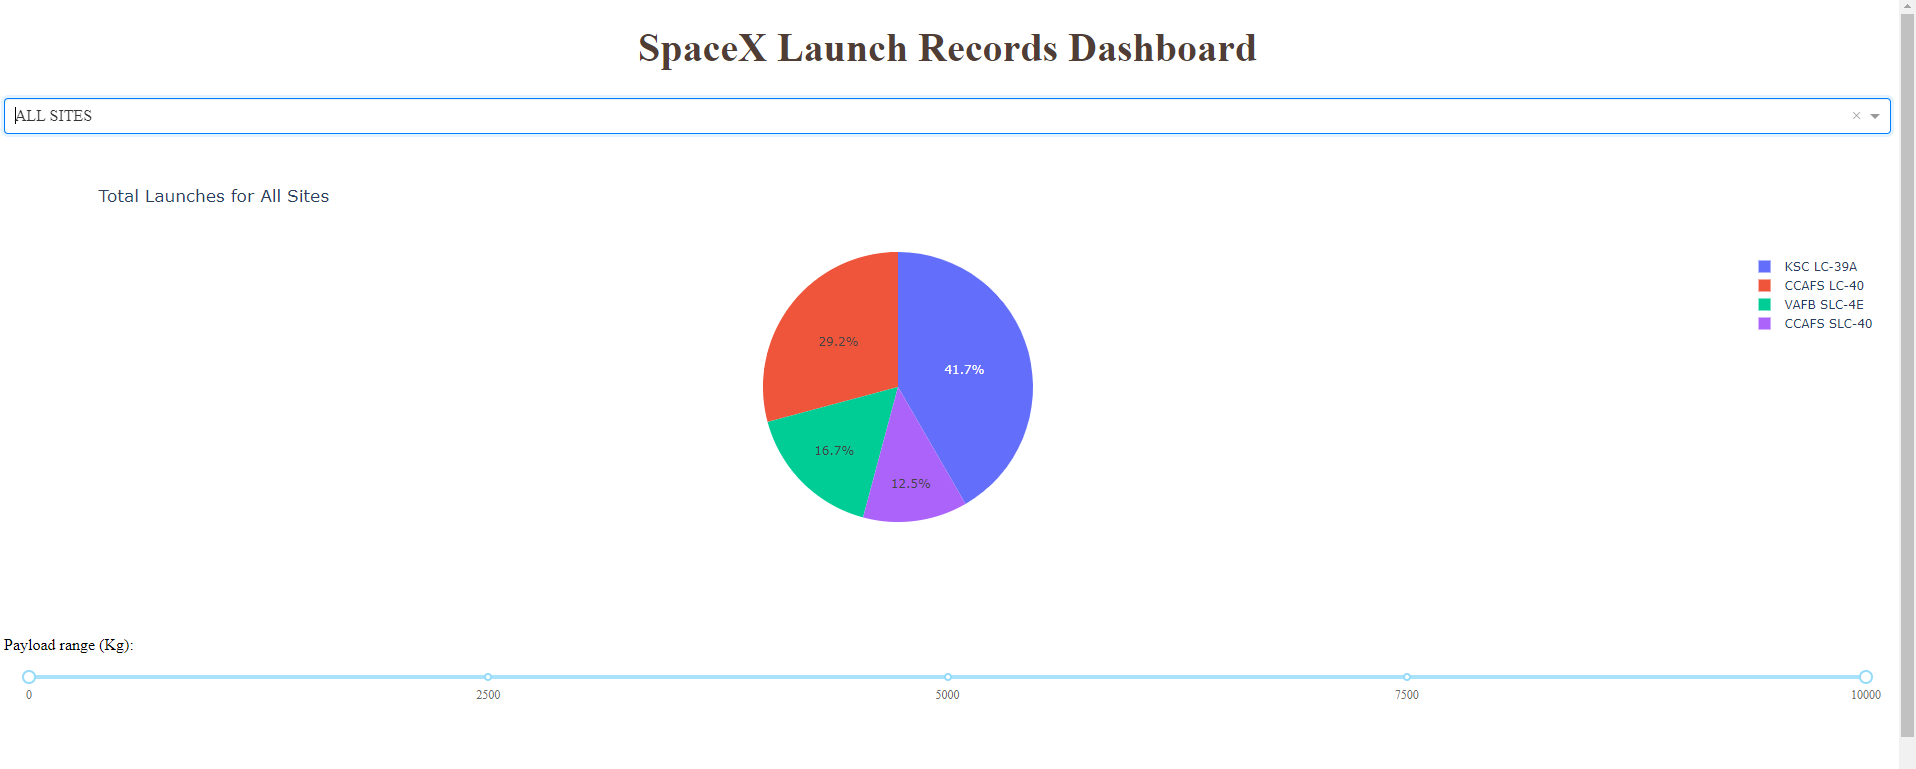 SpaceX Launch Records Dashboard
ALL SITES
Total Launches for All Sites
KSC LC-39A
CCAFS LC-40
VAFB SLC-4E
CCAFS SLC-40
29.2%
41.7%
16.7%
12.5%
Payload range (Kg):
0 2500 5000 7500 10000